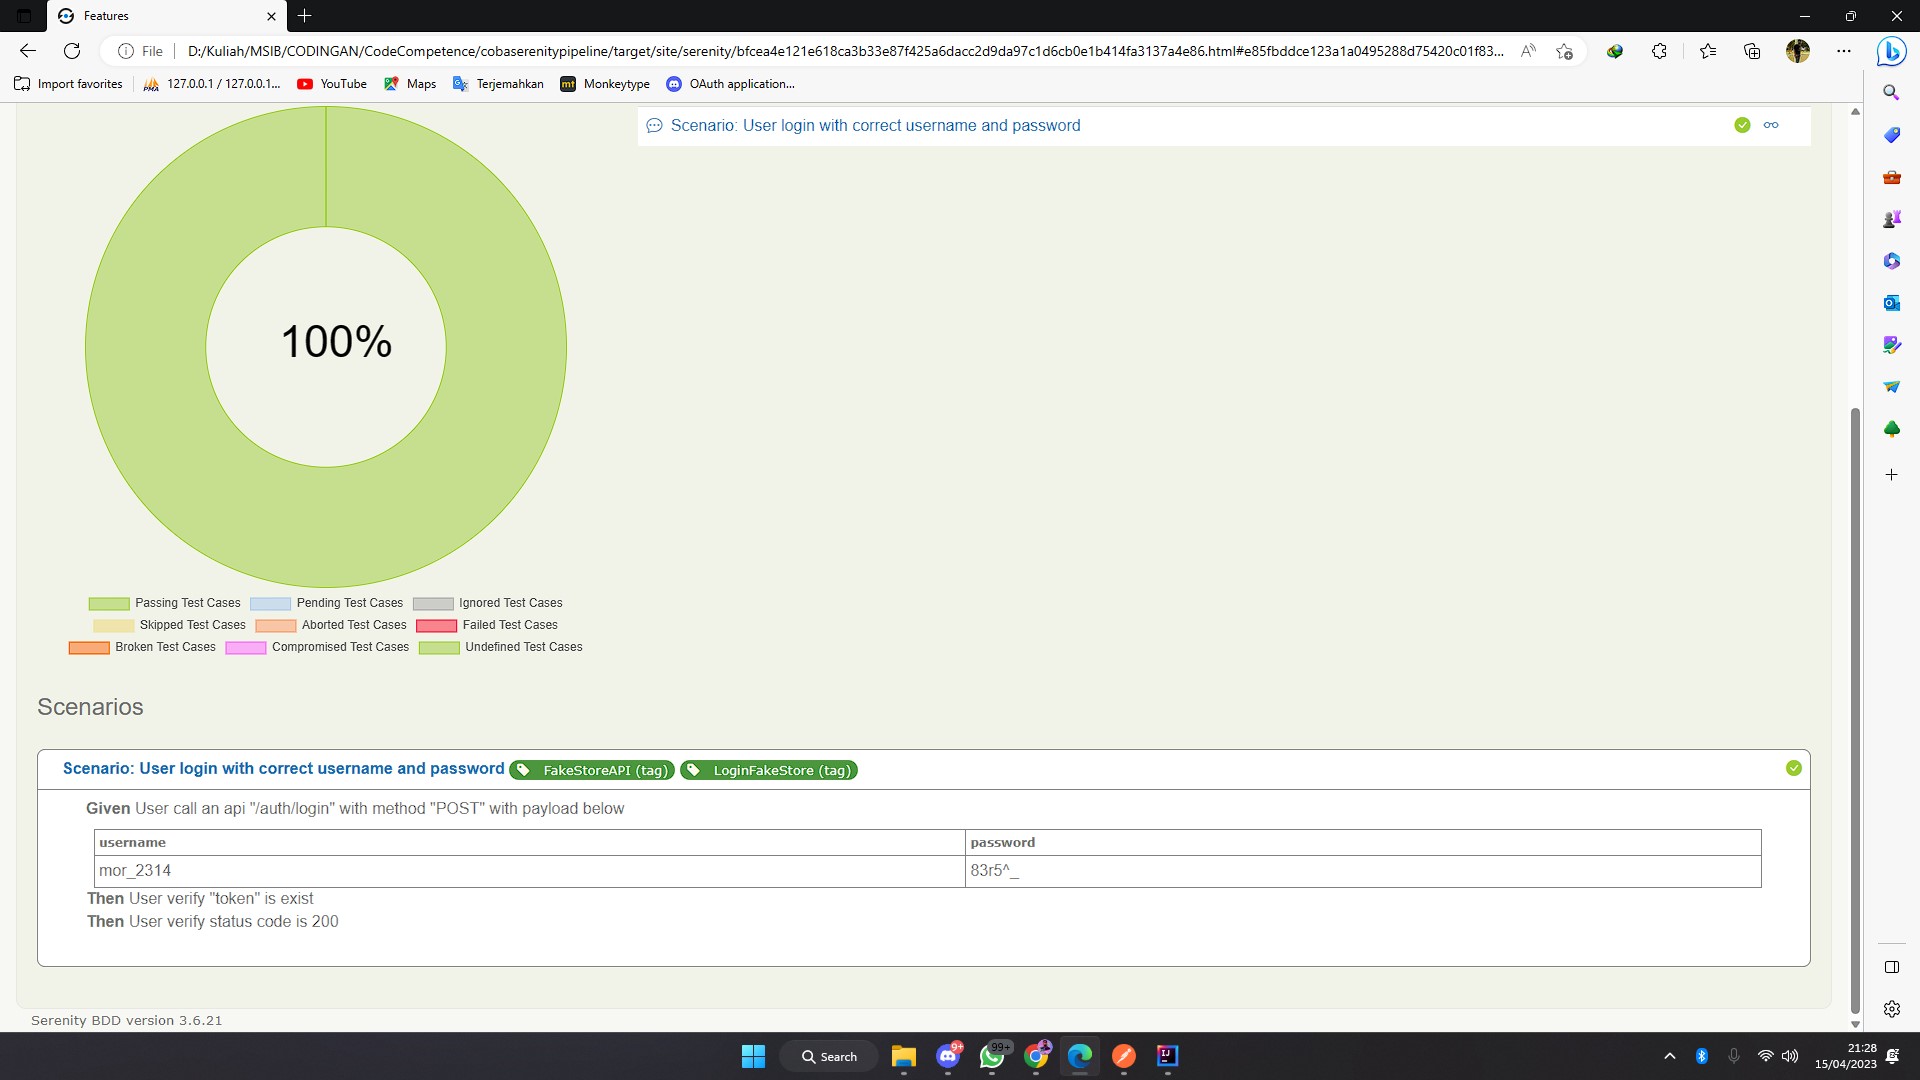 Features
File
D:/Kuliah/MSIB/CODINGAN/CodeCompetence/cobaserenitypipeline/target/site/serenity/bfcea4e121e618ca3b33e87f425a6dacc2d9da97c1d6cb0e1b414fa3137a4e86.html#e85fbddce123a1a0495288d75420c01f83...
Import favorites
127.0.0.1 / 127.0.0.1...
YouTube
Maps
Terjemahkan
mt Monkeytype
OAuth application...
Scenario: User login with correct username and password
100%
Passing Test Cases Pending Test Cases Ignored Test Cases
Skipped Test Cases Aborted Test Cases Failed Test Cases
Broken Test Cases Compromised Test Cases Undefined Test Cases
Scenarios
Scenario: User login with correct username and password FakeStoreAPI (tag) LoginFakeStore (tag)
Given User call an api "/auth/login" with method "POST" with payload below
username password
mor_2314 83r5^_
Then User verify "token" is exist
Then User verify status code is 200
Serenity BDD version 3.6.21
Search
9+
99+
21:28
15/04/2023